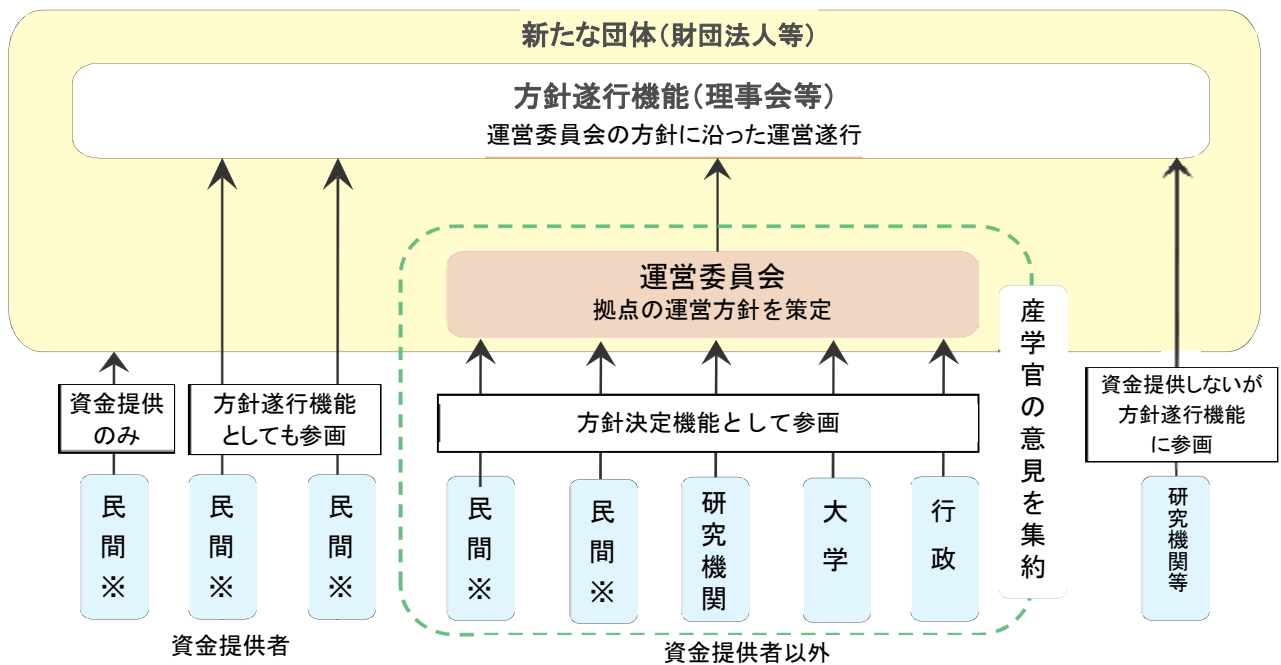 新たな団体（財団法人等）
方針遂行機能（理事会等）
運営委員会の方針に沿った運営遂行
運営委員会
拠点の運営方針を策定
産学官の意見を集約
資金提供
のみ
方針遂行機能
としても参画
方針決定機能として参画
資金提供しないが
方針遂行機能
に参画
民間※
民間※
民間※
民間※
民間※
研究機関
大学
行政
研究機関等
資金提供者
資金提供者以外